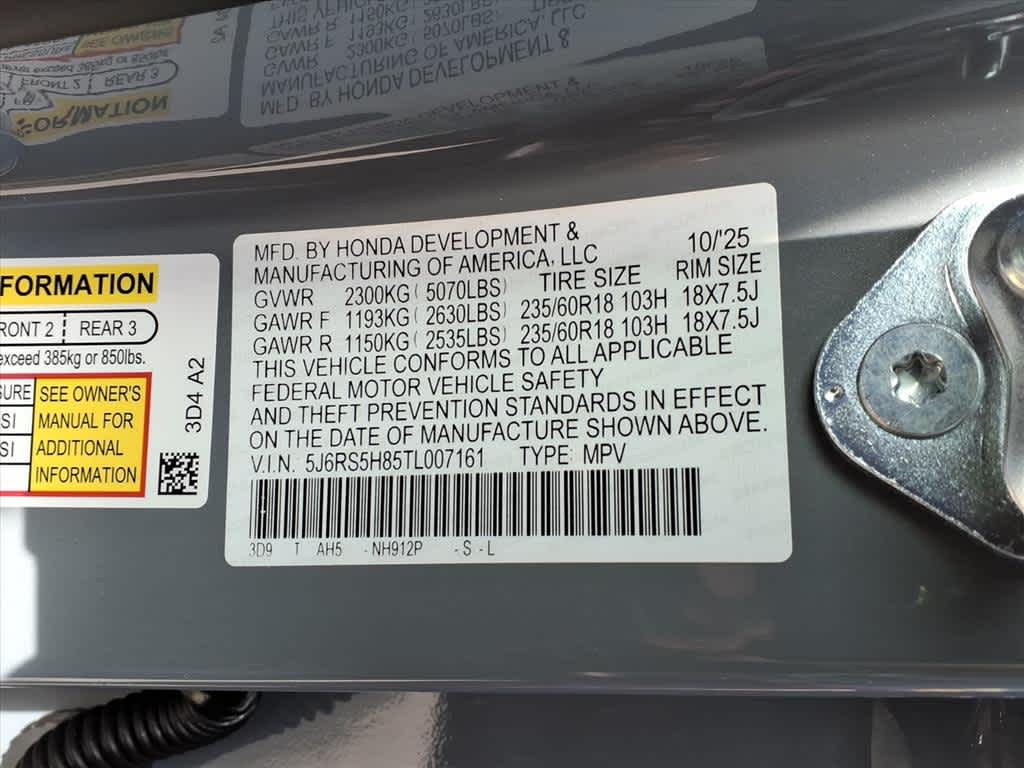 MFD. BY HONDA DEVELOPMENT & 10/'25
MANUFACTURING OF AMERICA, LLC
GVWR 2300KG ( 5070LBS) TIRE SIZE RIM SIZE
GAWR F 1193KG ( 2630LBS) 235/60R18 103H 18X7.5J
GAWR R 1150KG ( 2535LBS) 235/60R18 103H 18X7.5J
THIS VEHICLE CONFORMS TO ALL APPLICABLE
FEDERAL MOTOR VEHICLE SAFETY
AND THEFT PREVENTION STANDARDS IN EFFECT
ON THE DATE OF MANUFACTURE SHOWN ABOVE.
V.I.N. 5J6RS5H85TL007161 TYPE: MPV
3D9 T AH5 - NH912P - S - L
FORMATION
RONT 2 REAR 3
exceed 385kg or 850lbs.
SURE SEE OWNER'S
SI MANUAL FOR
SI ADDITIONAL
INFORMATION
3D4 A2